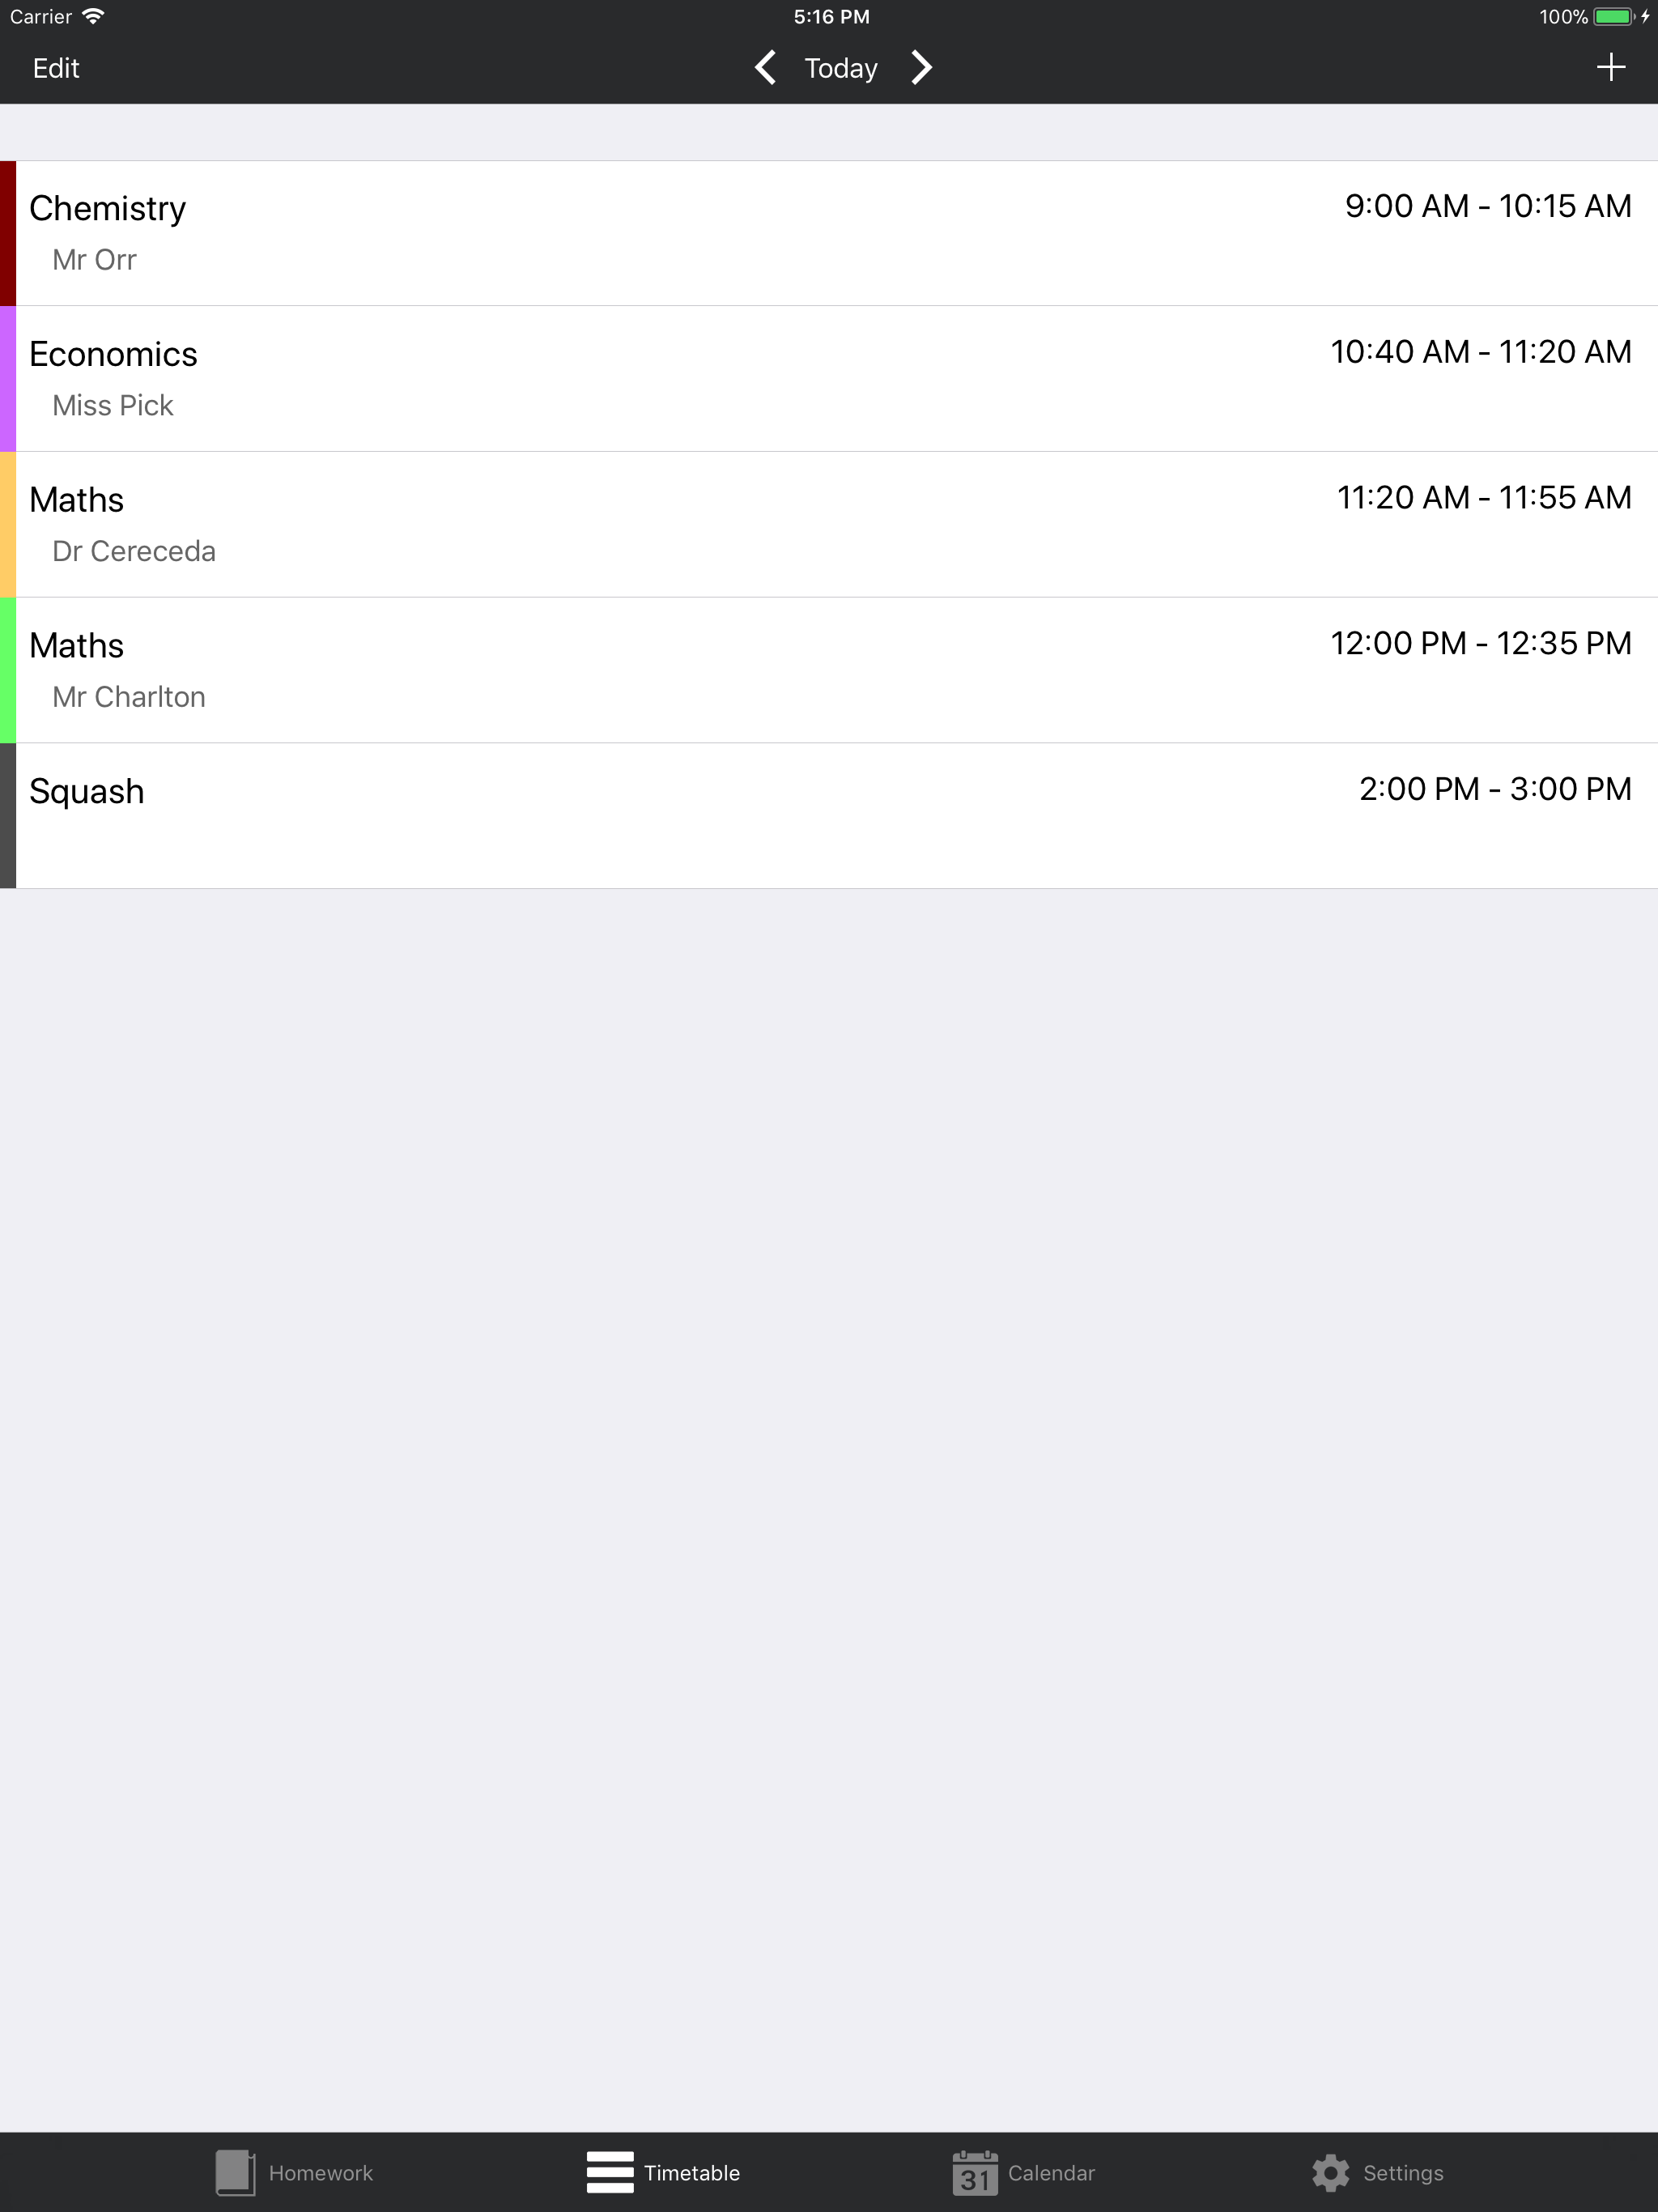 Carrier 5:16 PM 100%
Edit Today
Chemistry 9:00 AM - 10:15 AM
Mr Orr
Economics 10:40 AM - 11:20 AM
Miss Pick
Maths 11:20 AM - 11:55 AM
Dr Cereceda
Maths 12:00 PM - 12:35 PM
Mr Charlton
Squash 2:00 PM - 3:00 PM
Homework Timetable 31 Calendar Settings